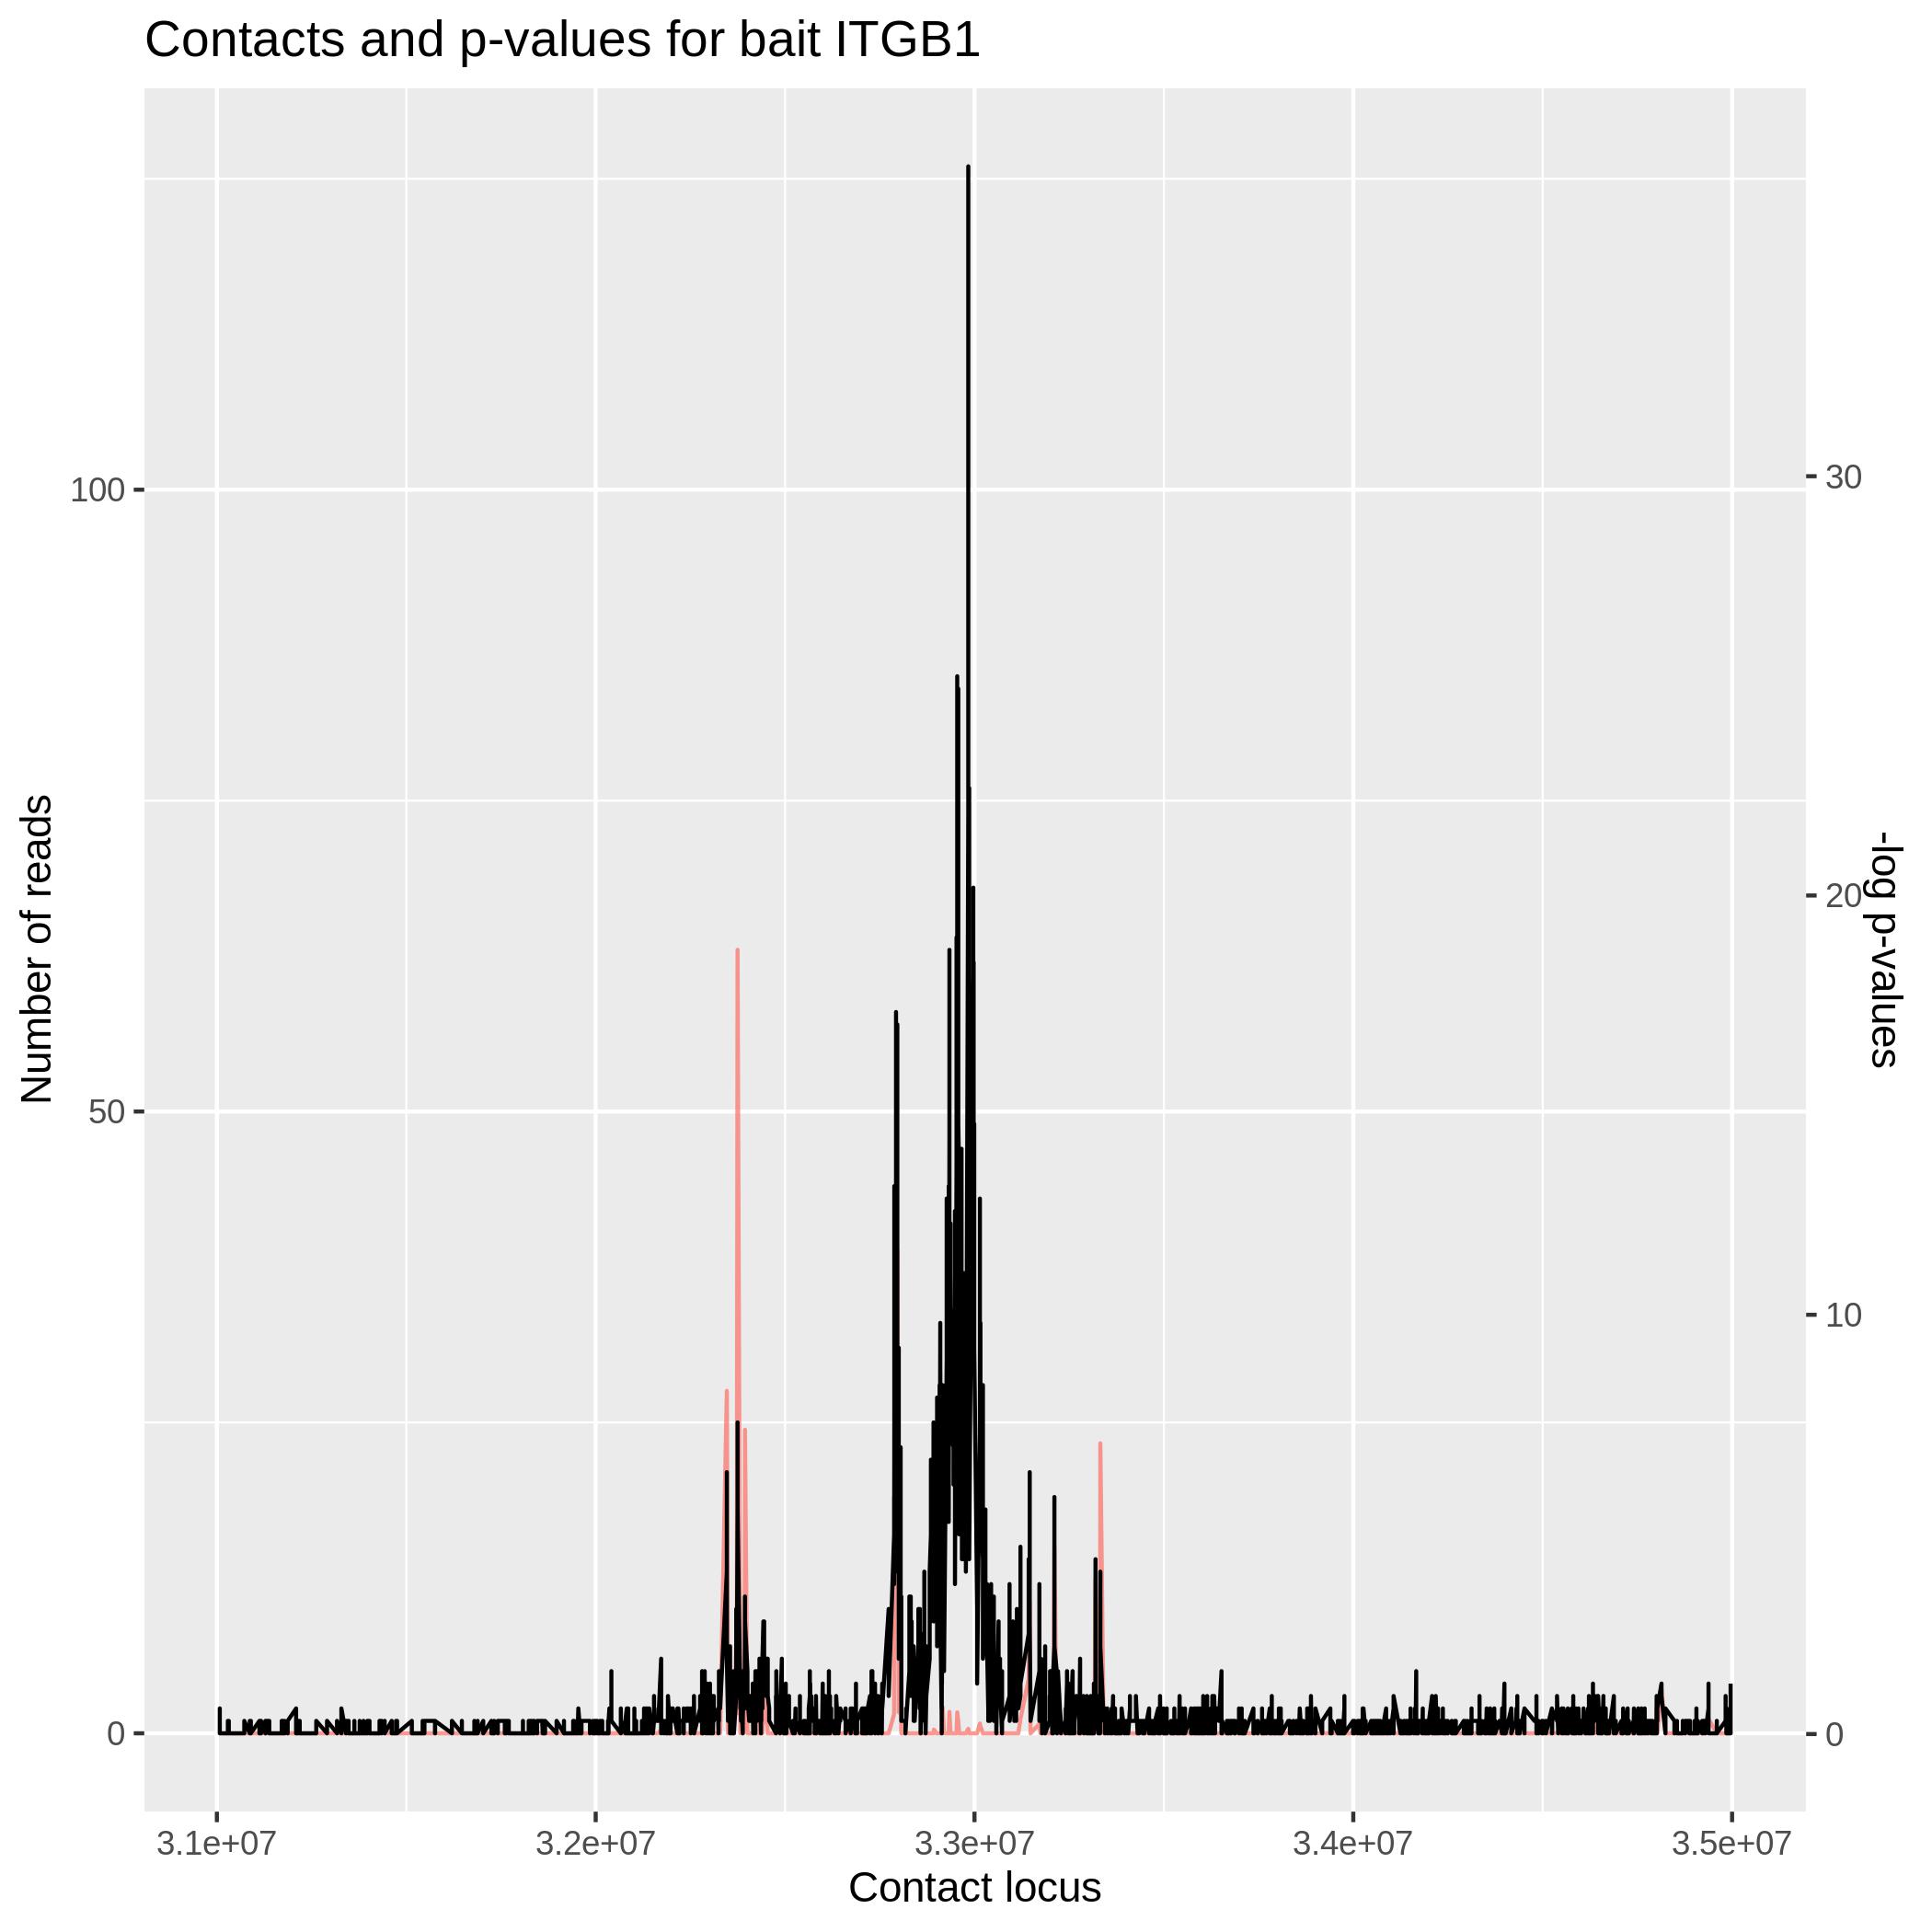 Contacts and p-values for bait ITGB1
Number of reads
100
50
0
30
20
10
0
-log p-values
3.1e+07
3.2e+07
3.3e+07
3.4e+07
3.5e+07
Contact locus